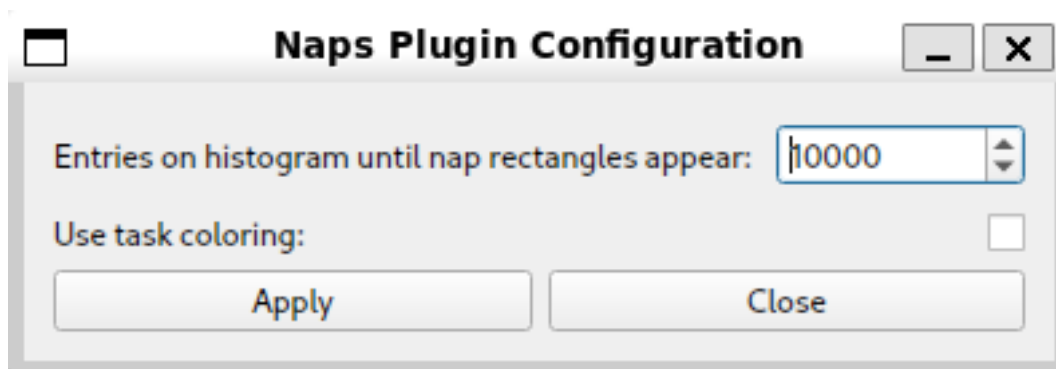 Naps Plugin Configuration
Entries on histogram until nap rectangles appear: 10000
Use task coloring:
Apply Close